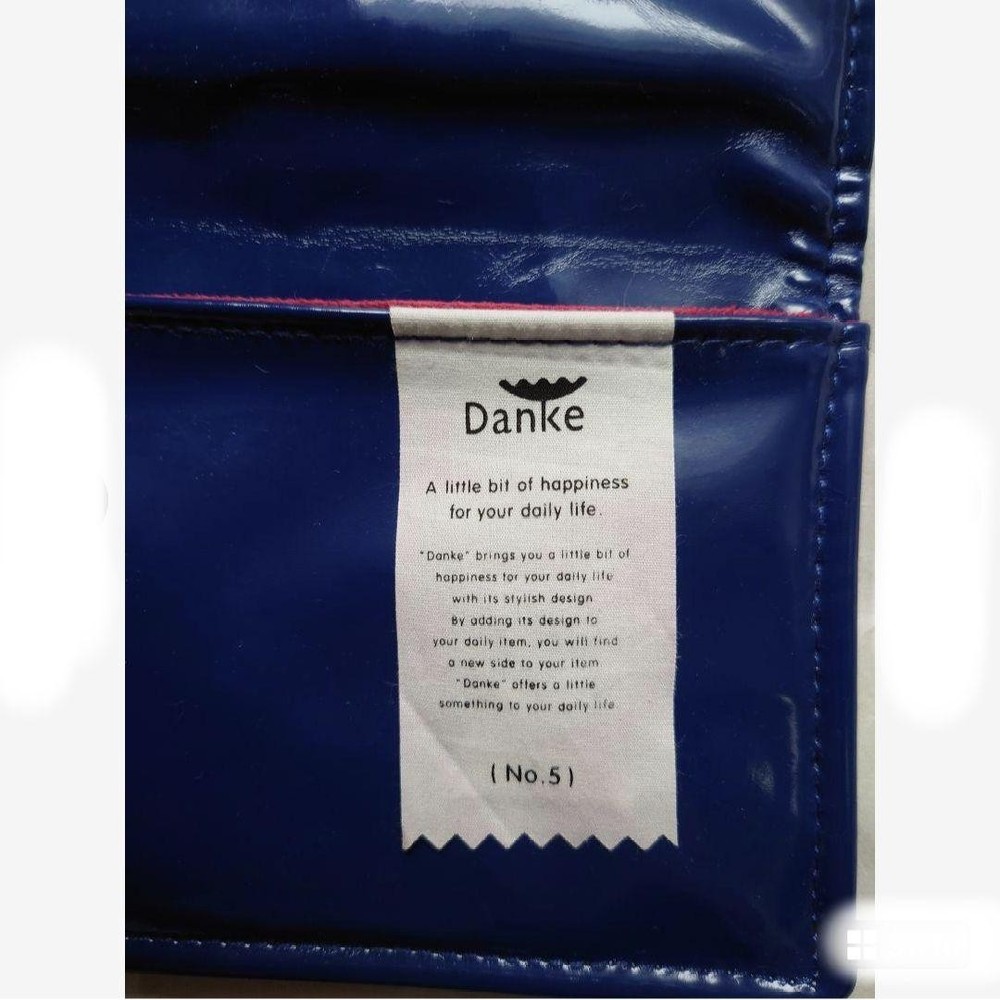 Danke
A little bit of happiness
for your daily life.
"Danke" brings you a little bit of
happiness for your daily life
with its stylish design
By adding its design to
your daily item, you will find
a new side to your item
"Danke" offers a little
something to your daily life
( No.5 )